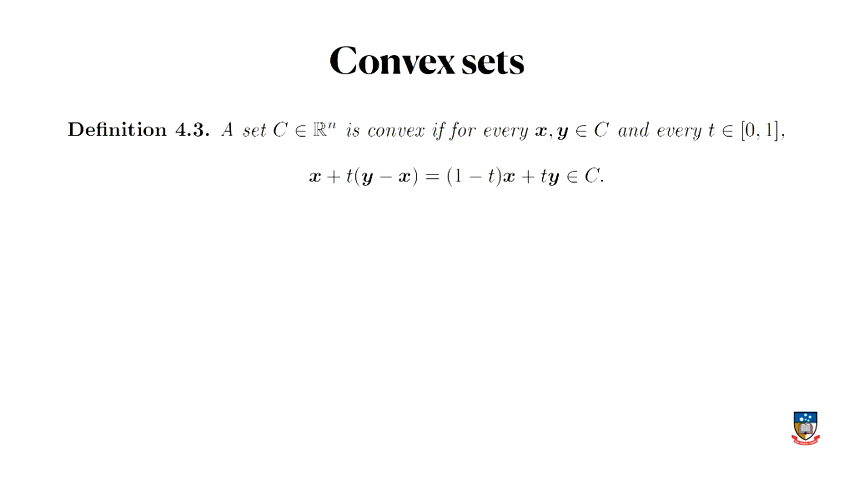 Convex sets
Definition 4.3. A set C ∈ ℝⁿ is convex if for every x, y ∈ C and every t ∈ [0, 1],
x + t(y − x) = (1 − t)x + ty ∈ C.